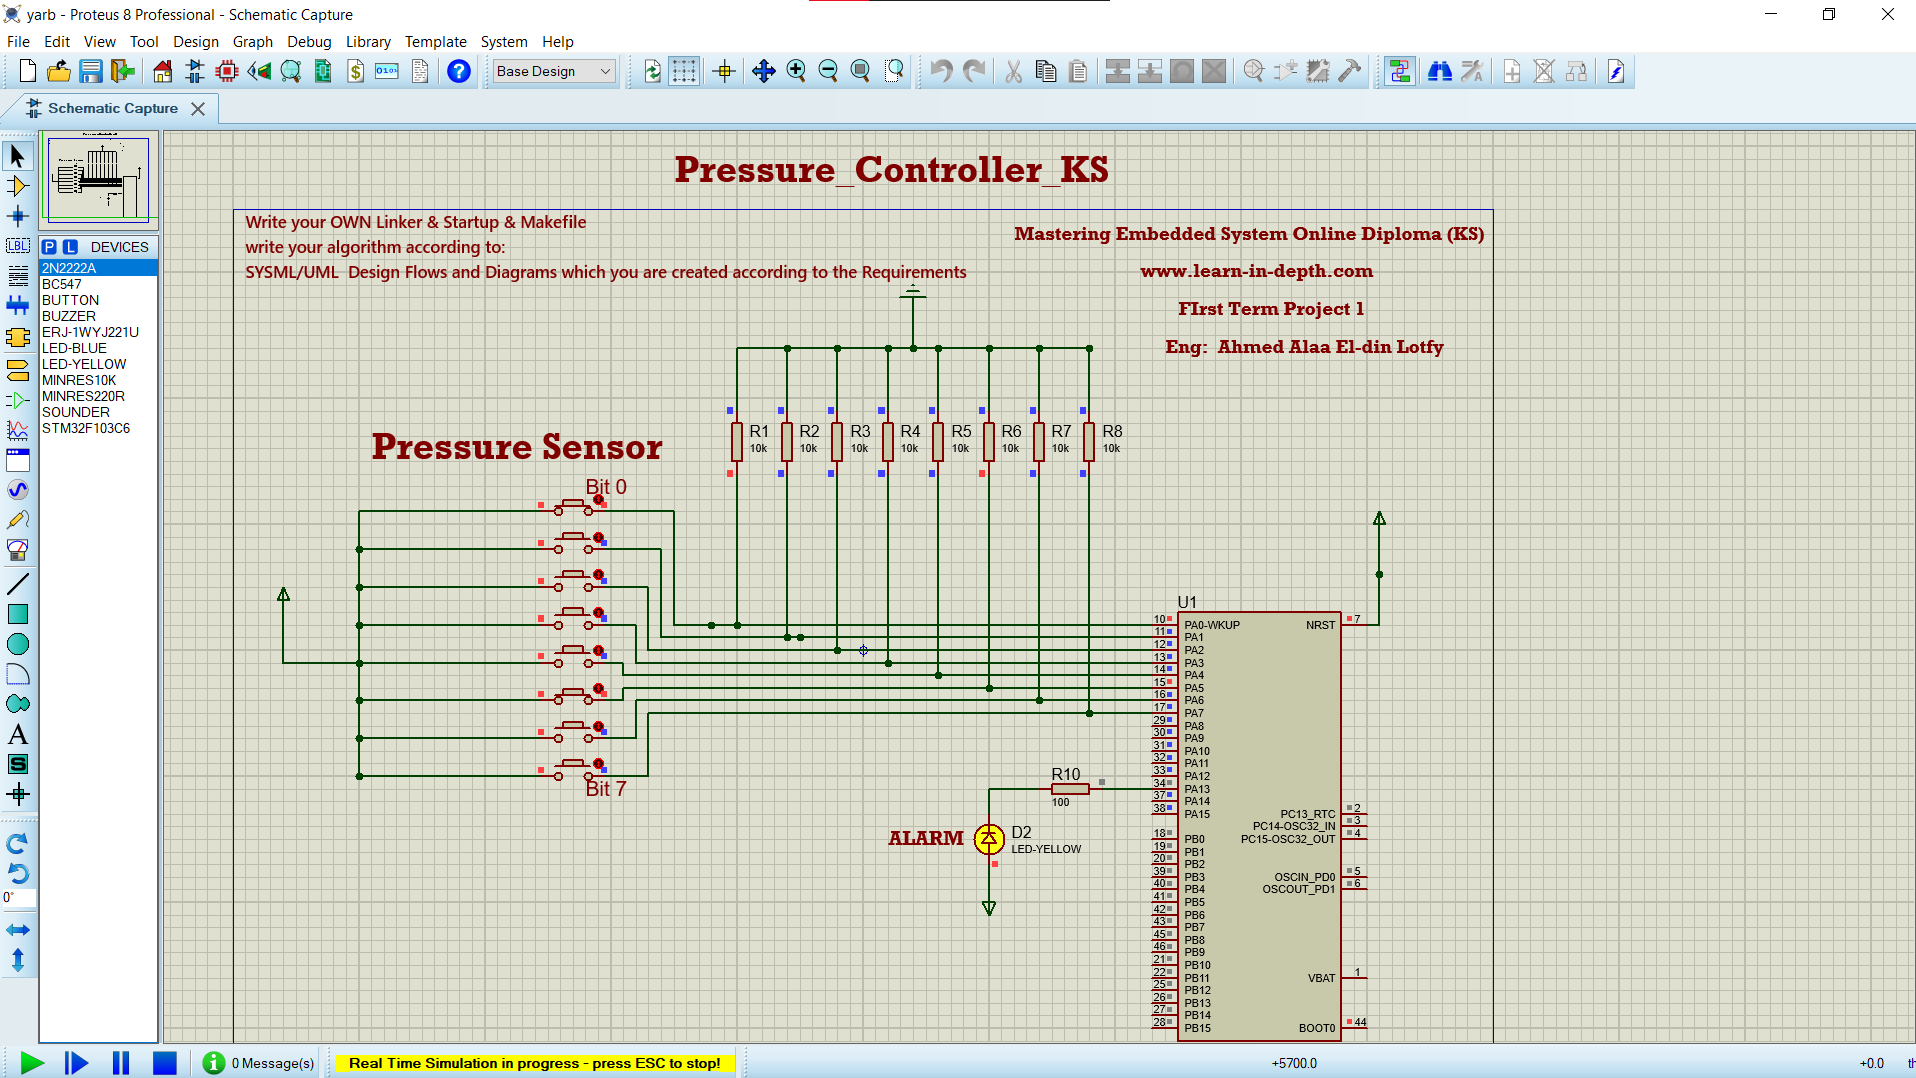 yarb - Proteus 8 Professional - Schematic Capture
File Edit View Tool Design Graph Debug Library Template System Help
Base Design
Schematic Capture
P L DEVICES
2N2222A
BC547
BUTTON
BUZZER
ERJ-1WYJ221U
LED-BLUE
LED-YELLOW
MINRES10K
MINRES220R
SOUNDER
STM32F103C6
LBL
A
S
0°
Pressure_Controller_KS
Write your OWN Linker & Startup & Makefile
write your algorithm according to:
SYSML/UML Design Flows and Diagrams which you are created according to the Requirements
Mastering Embedded System Online Diploma (KS)
www.learn-in-depth.com
FIrst Term Project 1
Eng: Ahmed Alaa El-din Lotfy
R1 R2 R3 R4 R5 R6 R7 R8
10k 10k 10k 10k 10k 10k 10k 10k
Pressure Sensor
Bit 0
Bit 7
U1
10 PA0-WKUP NRST 7
11 PA1
12 PA2
13 PA3
14 PA4
15 PA5
16 PA6
17 PA7
29 PA8
30 PA9
31 PA10
32 PA11
33 PA12
34 PA13
37 PA14
38 PA15
PC13_RTC 2
PC14-OSC32_IN 3
PC15-OSC32_OUT 4
18 PB0
19 PB1
20 PB2
39 PB3 OSCIN_PD0 5
40 PB4 OSCOUT_PD1 6
41 PB5
42 PB6
43 PB7
45 PB8
46 PB9
21 PB10
22 PB11 VBAT 1
25 PB12
26 PB13
27 PB14
28 PB15 BOOT0 44
R10
100
ALARM
D2
LED-YELLOW
0 Message(s)
Real Time Simulation in progress - press ESC to stop!
+5700.0
+0.0
th